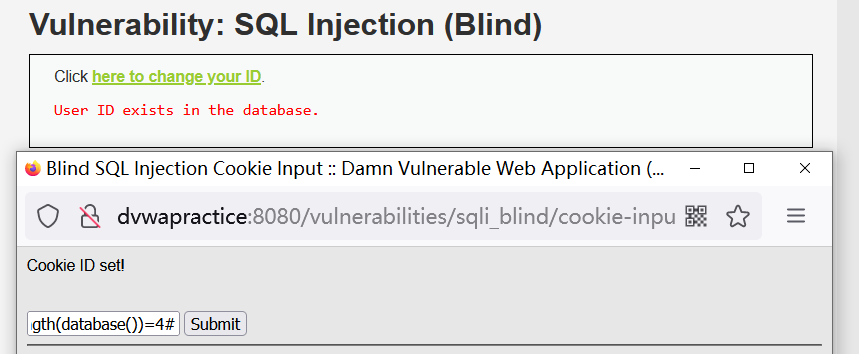 Vulnerability: SQL Injection (Blind)
Click here to change your ID.
User ID exists in the database.
Blind SQL Injection Cookie Input :: Damn Vulnerable Web Application (...
dvwapractice:8080/vulnerabilities/sqli_blind/cookie-inpu
Cookie ID set!
gth(database())=4# Submit